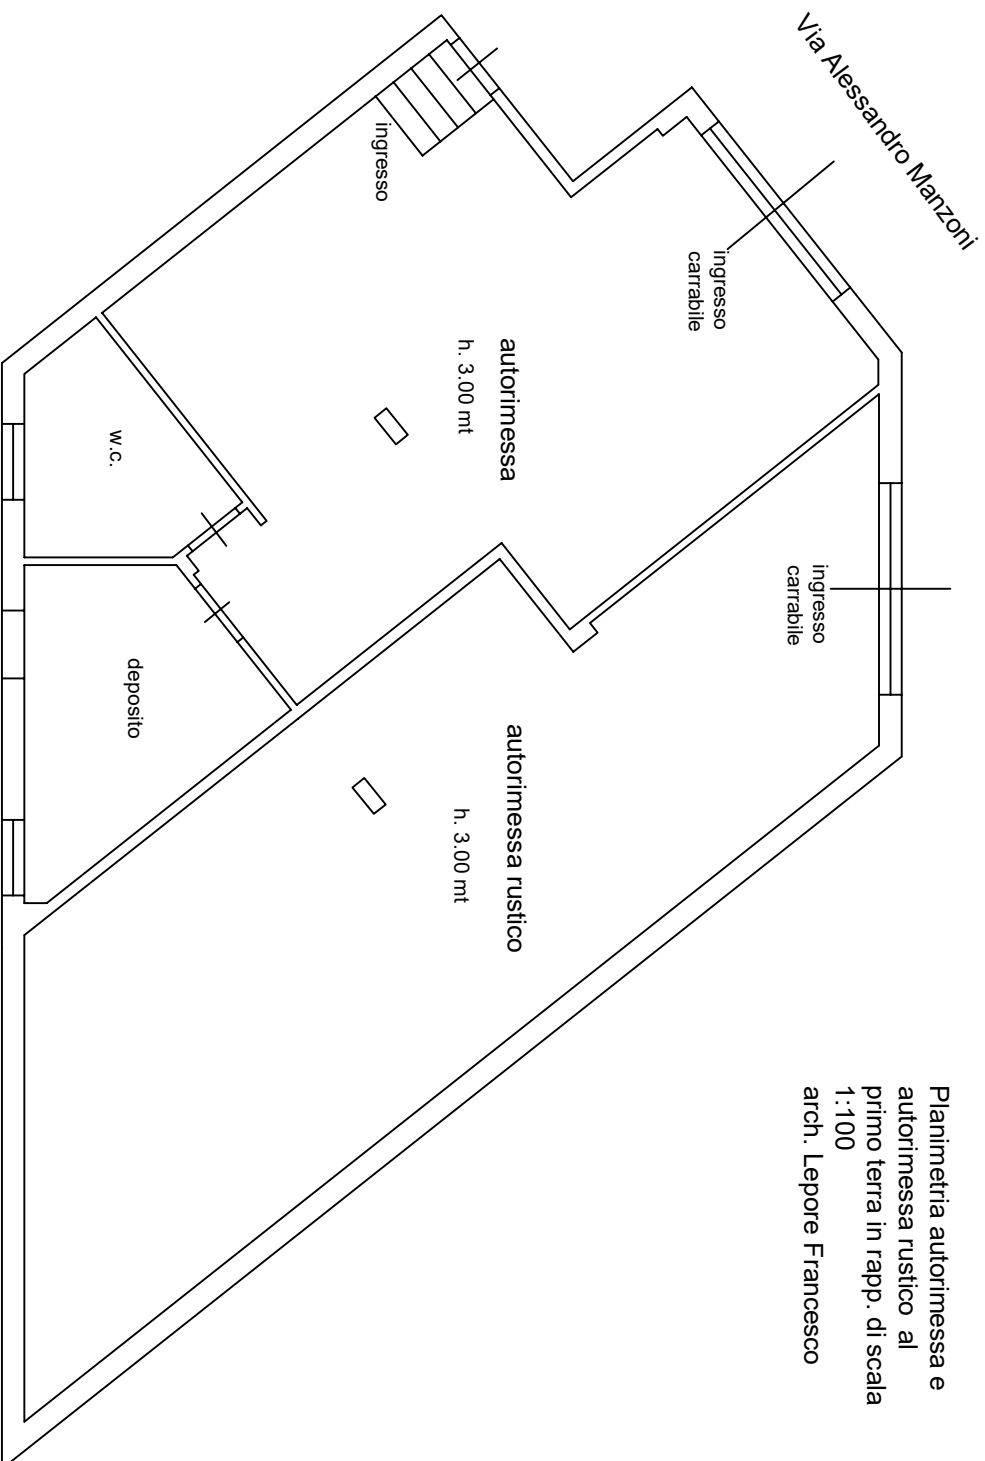 Via Alessandro Manzoni
Planimetria autorimessa e
autorimessa rustico al
primo terra in rapp. di scala
1:100
arch. Lepore Francesco
ingresso
carrabile
ingresso
carrabile
autorimessa
h. 3.00 mt
autorimessa rustico
h. 3.00 mt
ingresso
w.c.
deposito